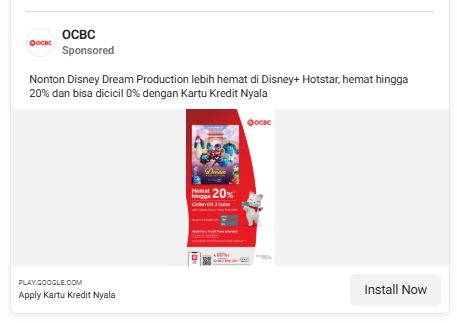 OCBC
OCBC
Sponsored
Nonton Disney Dream Production lebih hemat di Disney+ Hotstar, hemat hingga
20% dan bisa dicicil 0% dengan Kartu Kredit Nyala
OCBC
Dream
Hemat
hingga 20%*
Cicilan 0% 3 bulan
PLAY.GOOGLE.COM
Apply Kartu Kredit Nyala
Install Now